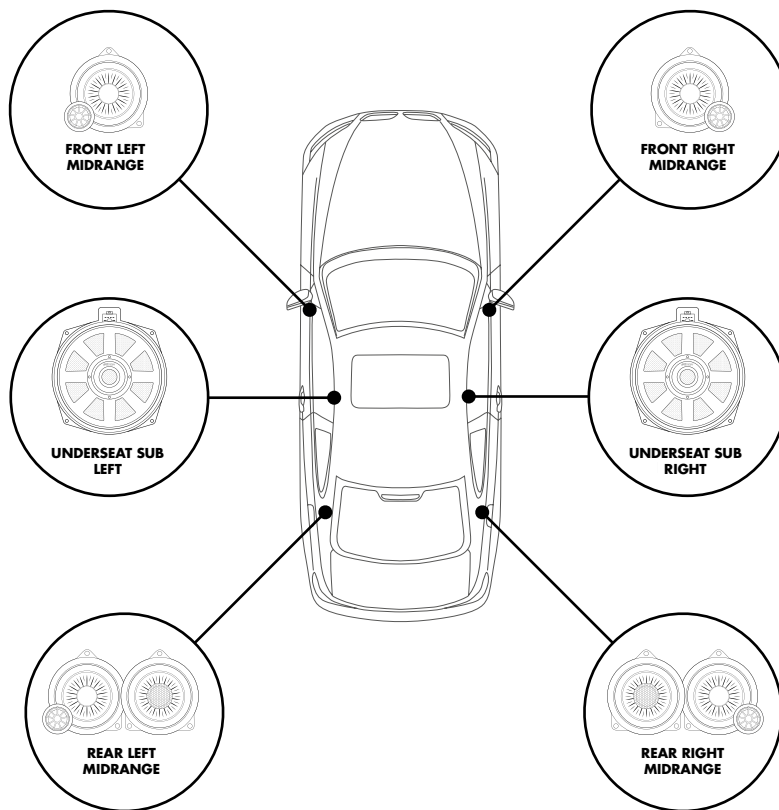 FRONT LEFT
MIDRANGE
FRONT RIGHT
MIDRANGE
UNDERSEAT SUB
LEFT
UNDERSEAT SUB
RIGHT
REAR LEFT
MIDRANGE
REAR RIGHT
MIDRANGE